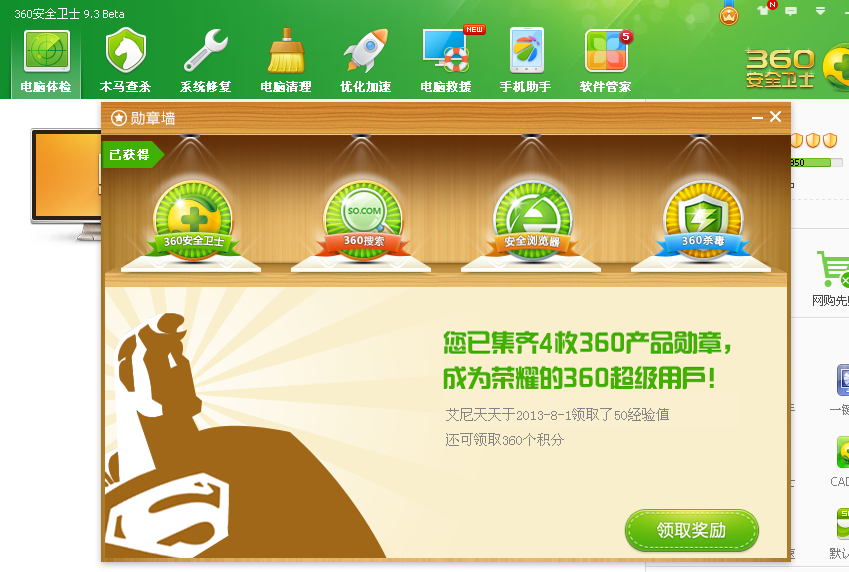 360安全卫士 9.3 Beta
N
电脑体检
木马查杀
系统修复
电脑清理
优化加速
NEW
电脑救援
手机助手
5
软件管家
360
安全卫士
勋章墙
已获得
360安全卫士
SO.COM
360搜索
安全浏览器
360杀毒
您已集齐4枚360产品勋章，
成为荣耀的360超级用户！
艾尼天天于2013-8-1领取了50经验值
还可领取360个积分
领取奖励
网购先
一键
CAD
默认